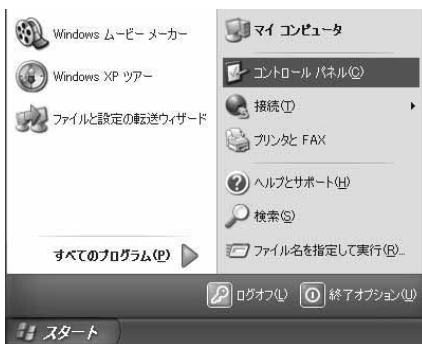 Windows ムービー メーカー
Windows XP ツアー
ファイルと設定の転送ウィザード
すべてのプログラム(P)
マイ コンピュータ
コントロール パネル(C)
接続(T)
プリンタと FAX
ヘルプとサポート(H)
検索(S)
ファイル名を指定して実行(R)...
ログオフ(L)
終了オプション(U)
スタート